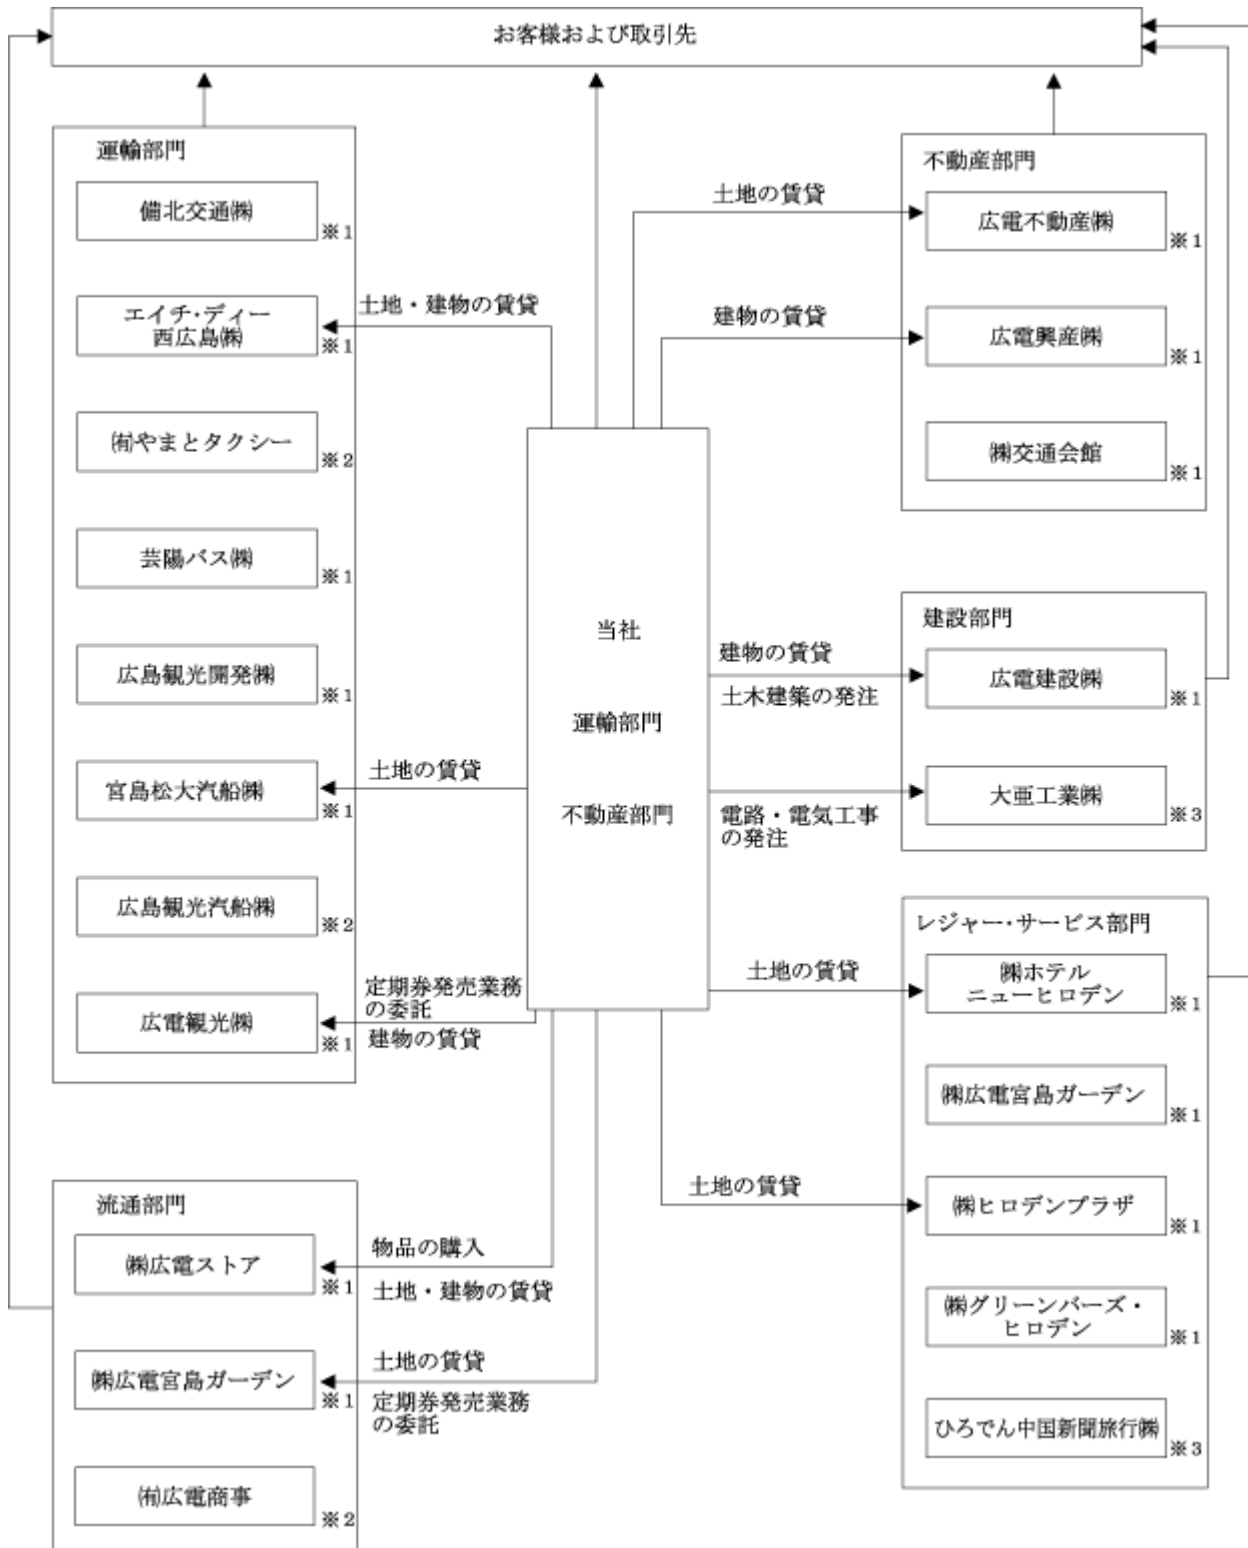 お客様および取引先
運輸部門
備北交通㈱
※1
エイチ・ディー
西広島㈱
※1
㈲やまとタクシー
※2
芸陽バス㈱
※1
広島観光開発㈱
※1
宮島松大汽船㈱
※1
広島観光汽船㈱
※2
広電観光㈱
※1
流通部門
㈱広電ストア
※1
㈱広電宮島ガーデン
※1
㈲広電商事
※2
土地・建物の賃貸
土地の賃貸
定期券発売業務
の委託
建物の賃貸
物品の購入
土地・建物の賃貸
土地の賃貸
定期券発売業務
の委託
当社
運輸部門
不動産部門
土地の賃貸
建物の賃貸
建物の賃貸
土木建築の発注
電路・電気工事
の発注
土地の賃貸
土地の賃貸
不動産部門
広電不動産㈱
※1
広電興産㈱
※1
㈱交通会館
※1
建設部門
広電建設㈱
※1
大亜工業㈱
※3
レジャー・サービス部門
㈱ホテル
ニューヒロデン
※1
㈱広電宮島ガーデン
※1
㈱ヒロデンプラザ
※1
㈱グリーンバーズ・
ヒロデン
※1
ひろでん中国新聞旅行㈱
※3